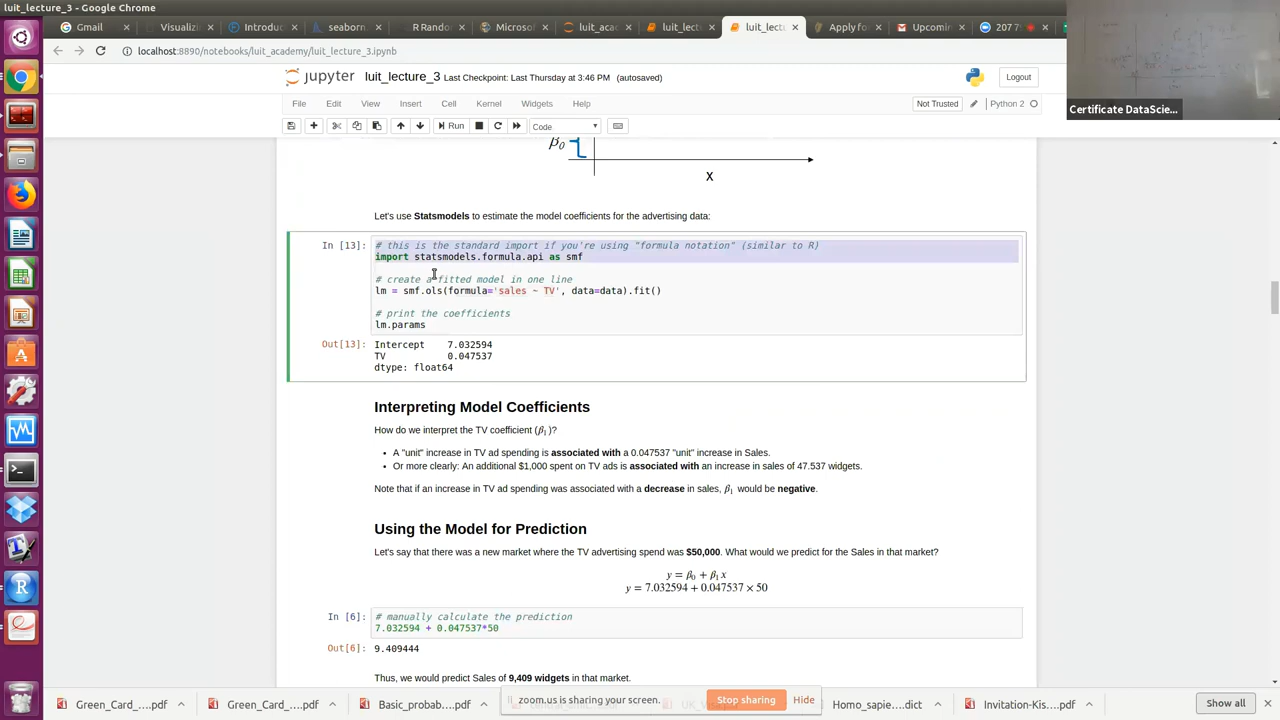 luit_lecture_3 - Google Chrome
Gmail
Visualizi
Introduc
seaborn
R Random
Microsof
luit_aca
luit_lect
luit_lectu
Apply fo
Upcomin
207 7
localhost:8890/notebooks/luit_academy/luit_lecture_3.ipynb
Certificate DataScie...
jupyter luit_lecture_3 Last Checkpoint: Last Thursday at 3:46 PM (autosaved)
Logout
File Edit View Insert Cell Kernel Widgets Help
Not Trusted Python 2
Run Code
β0
X
Let's use Statsmodels to estimate the model coefficients for the advertising data:
In [13]:
# this is the standard import if you're using "formula notation" (similar to R)
import statsmodels.formula.api as smf
# create a fitted model in one line
lm = smf.ols(formula='sales ~ TV', data=data).fit()
# print the coefficients
lm.params
Out[13]:
Intercept 7.032594
TV 0.047537
dtype: float64
Interpreting Model Coefficients
How do we interpret the TV coefficient (β1)?
• A "unit" increase in TV ad spending is associated with a 0.047537 "unit" increase in Sales.
• Or more clearly: An additional $1,000 spent on TV ads is associated with an increase in sales of 47.537 widgets.
Note that if an increase in TV ad spending was associated with a decrease in sales, β1 would be negative.
Using the Model for Prediction
Let's say that there was a new market where the TV advertising spend was $50,000. What would we predict for the Sales in that market?
y = β0 + β1x
y = 7.032594 + 0.047537 × 50
In [6]:
# manually calculate the prediction
7.032594 + 0.047537*50
Out[6]:
9.409444
Thus, we would predict Sales of 9,409 widgets in that market.
zoom.us is sharing your screen. Stop sharing Hide
Green_Card_....pdf
Green_Card_....pdf
Basic_probab....pdf
Homo_sapie....dict
Invitation-Kis....pdf
Show all